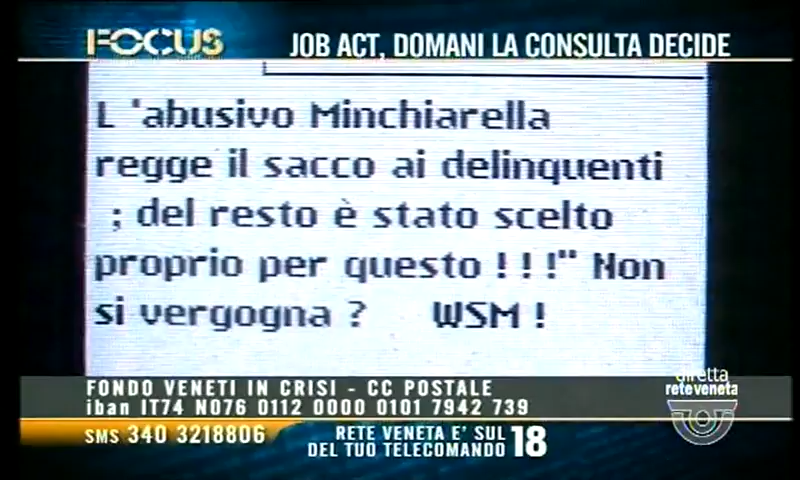 FOCUS
JOB ACT, DOMANI LA CONSULTA DECIDE
L 'abusivo Minchiarella
regge il sacco ai delinquenti
; del resto è stato scelto
proprio per questo ! ! !" Non
si vergogna ? WSM !
FONDO VENETI IN CRISI - CC POSTALE
iban IT74 N076 0112 0000 0101 7942 739
diretta
reteveneta
SMS 340 3218806
RETE VENETA E' SUL
DEL TUO TELECOMANDO 18